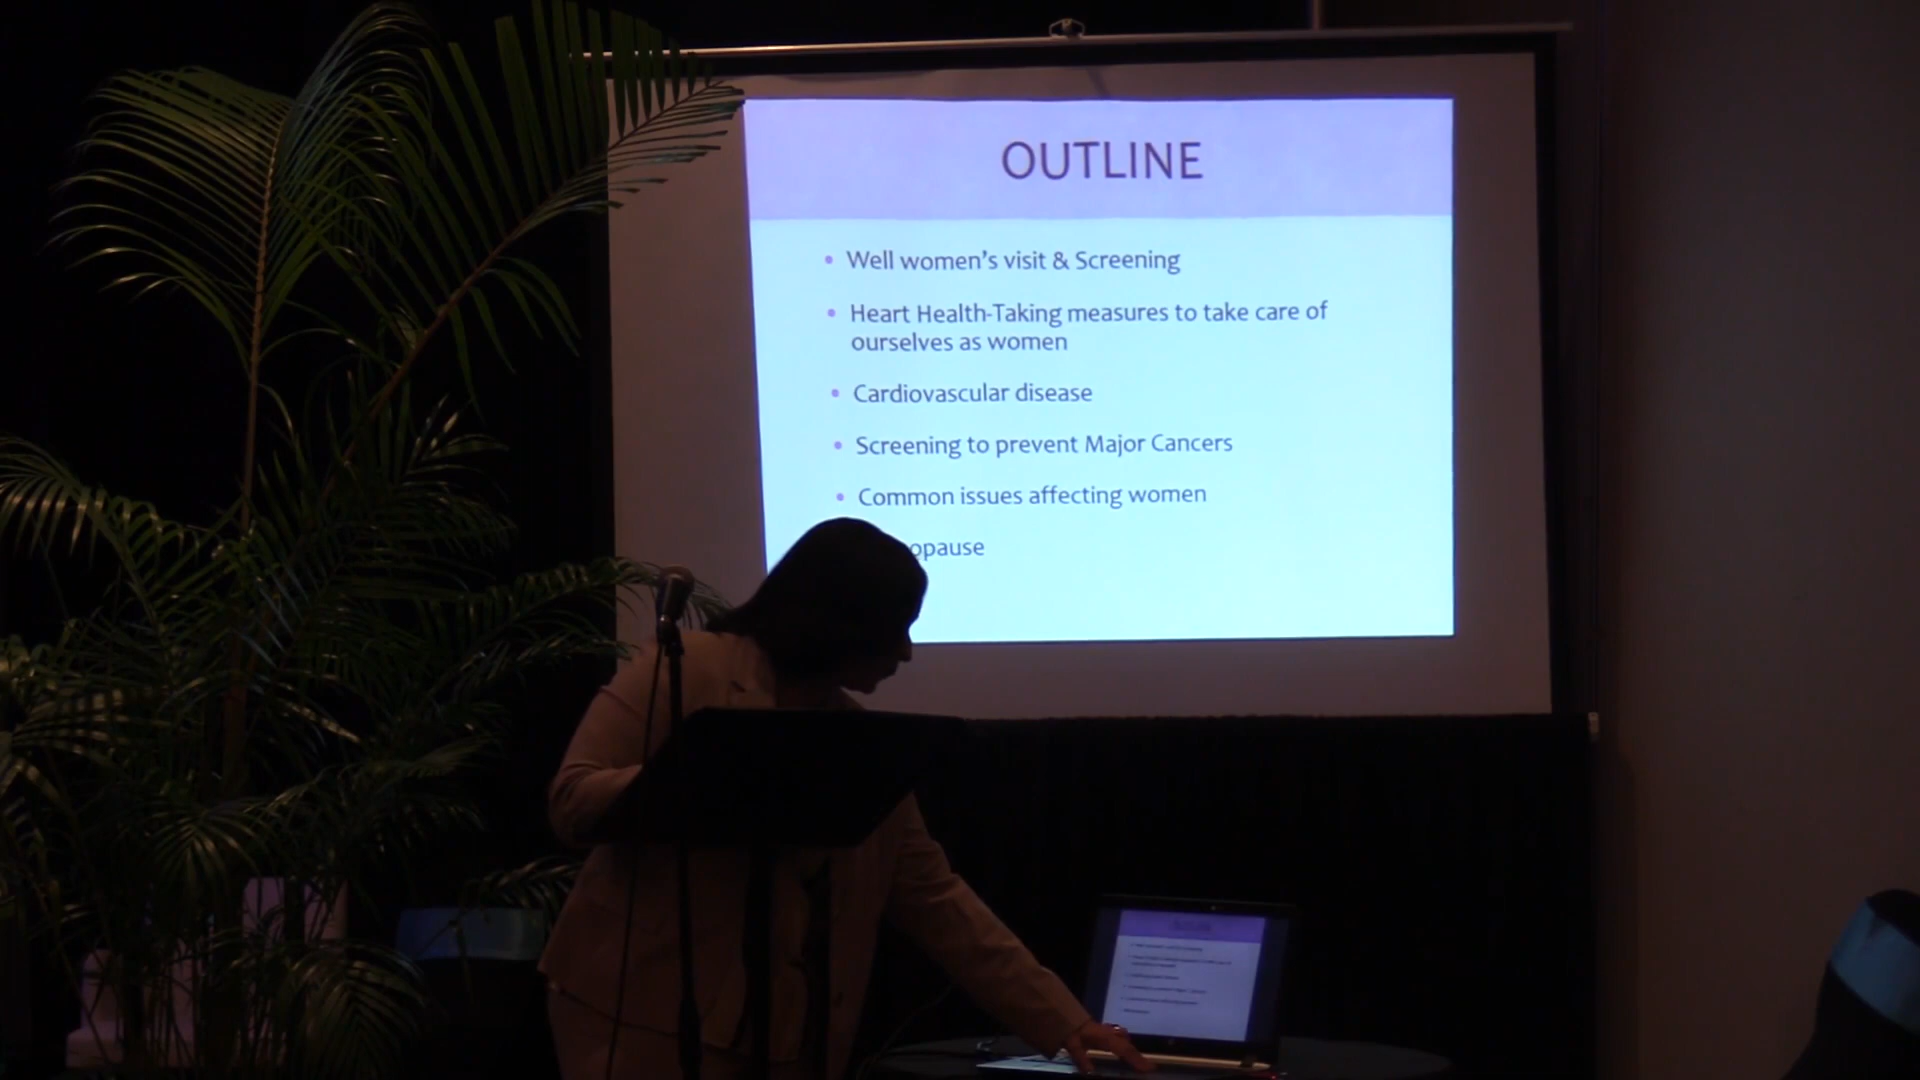 OUTLINE
• Well women's visit & Screening
• Heart Health-Taking measures to take care of
ourselves as women
• Cardiovascular disease
• Screening to prevent Major Cancers
• Common issues affecting women
opause